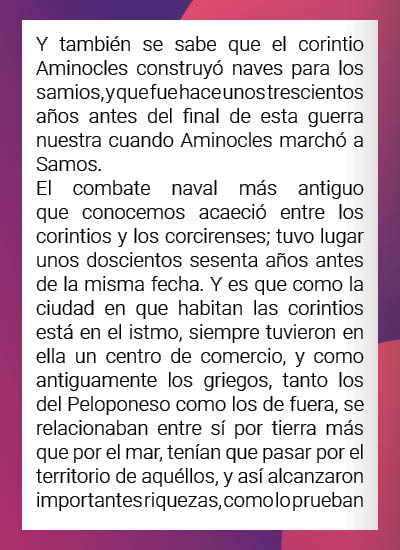 Y también se sabe que el corintio
Aminocles construyó naves para los
samios, y que fue hace unos trescientos
años antes del final de esta guerra
nuestra cuando Aminocles marchó a
Samos.
El combate naval más antiguo
que conocemos acaeció entre los
corintios y los corcirenses; tuvo lugar
unos doscientos sesenta años antes
de la misma fecha. Y es que como la
ciudad en que habitan las corintios
está en el istmo, siempre tuvieron en
ella un centro de comercio, y como
antiguamente los griegos, tanto los
del Peloponeso como los de fuera, se
relacionaban entre sí por tierra más
que por el mar, tenían que pasar por el
territorio de aquéllos, y así alcanzaron
importantes riquezas, como lo prueban